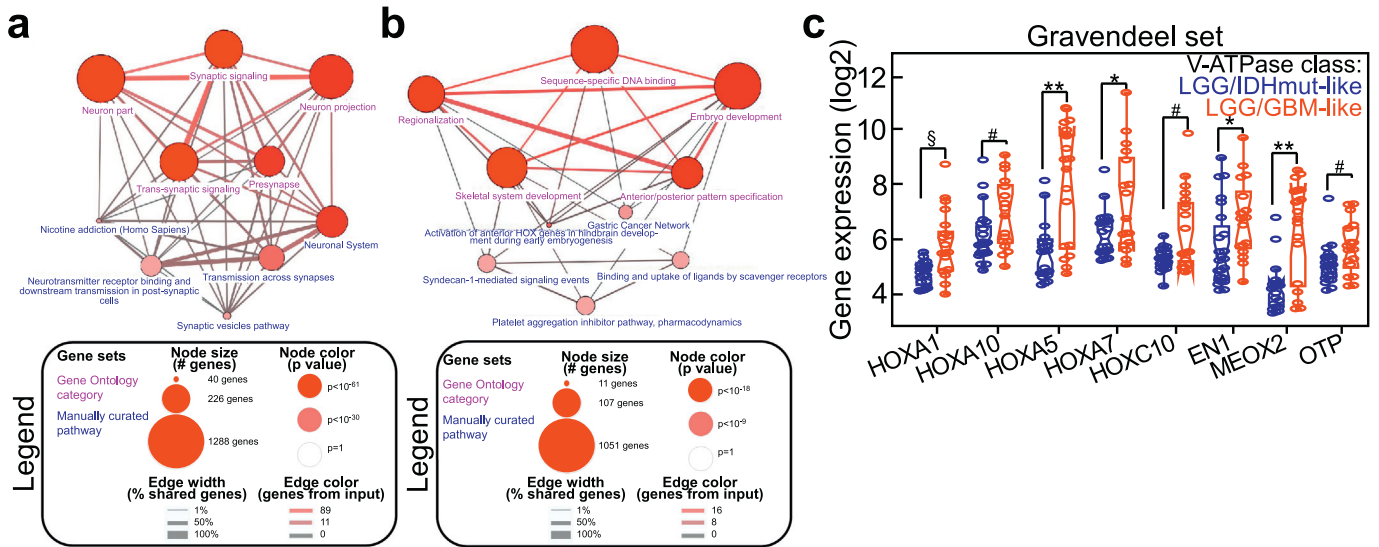 a
Synaptic signaling
Neuron part
Neuron projection
Trans-synaptic signaling
Presynapse
Nicotine addiction (Homo Sapiens)
Neuronal System
Neurotransmitter receptor binding and
downstream transmission in post-synaptic
cells
Transmission across synapses
Synaptic vesicles pathway
Legend
Gene sets
Gene Ontology
category
Manually curated
pathway
Node size
(# genes)
40 genes
226 genes
1288 genes
Node color
(p value)
p<10-61
p<10-30
p=1
Edge width
(% shared genes)
1%
50%
100%
Edge color
(genes from input)
89
11
0
b
Sequence-specific DNA binding
Regionalization
Embryo development
Skeletal system development
Anterior/posterior pattern specification
Gastric Cancer Network
Activation of anterior HOX genes in hindbrain develop-
ment during early embryogenesis
Syndecan-1-mediated signaling events
Binding and uptake of ligands by scavenger receptors
Platelet aggregation inhibitor pathway, pharmacodynamics
Legend
Gene sets
Gene Ontology
category
Manually curated
pathway
Node size
(# genes)
11 genes
107 genes
1051 genes
Node color
(p value)
p<10-18
p<10-9
p=1
Edge width
(% shared genes)
1%
50%
100%
Edge color
(genes from input)
16
8
0
c
Gravendeel set
V-ATPase class:
LGG/IDHmut-like
LGG/GBM-like
Gene expression (log2)
12
10
8
6
4
§
#
**
*
#
*
**
#
HOXA1
HOXA10
HOXA5
HOXA7
HOXC10
EN1
MEOX2
OTP